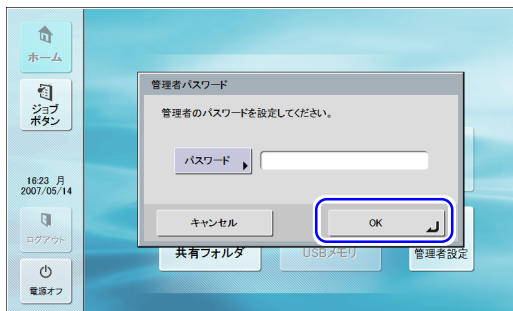 ホーム
ジョブ
ボタン
16:23 月
2007/05/14
ログアウト
電源オフ
管理者パスワード
管理者のパスワードを設定してください。
パスワード
キャンセル
OK
共有フォルダ
USBメモリ
管理者設定